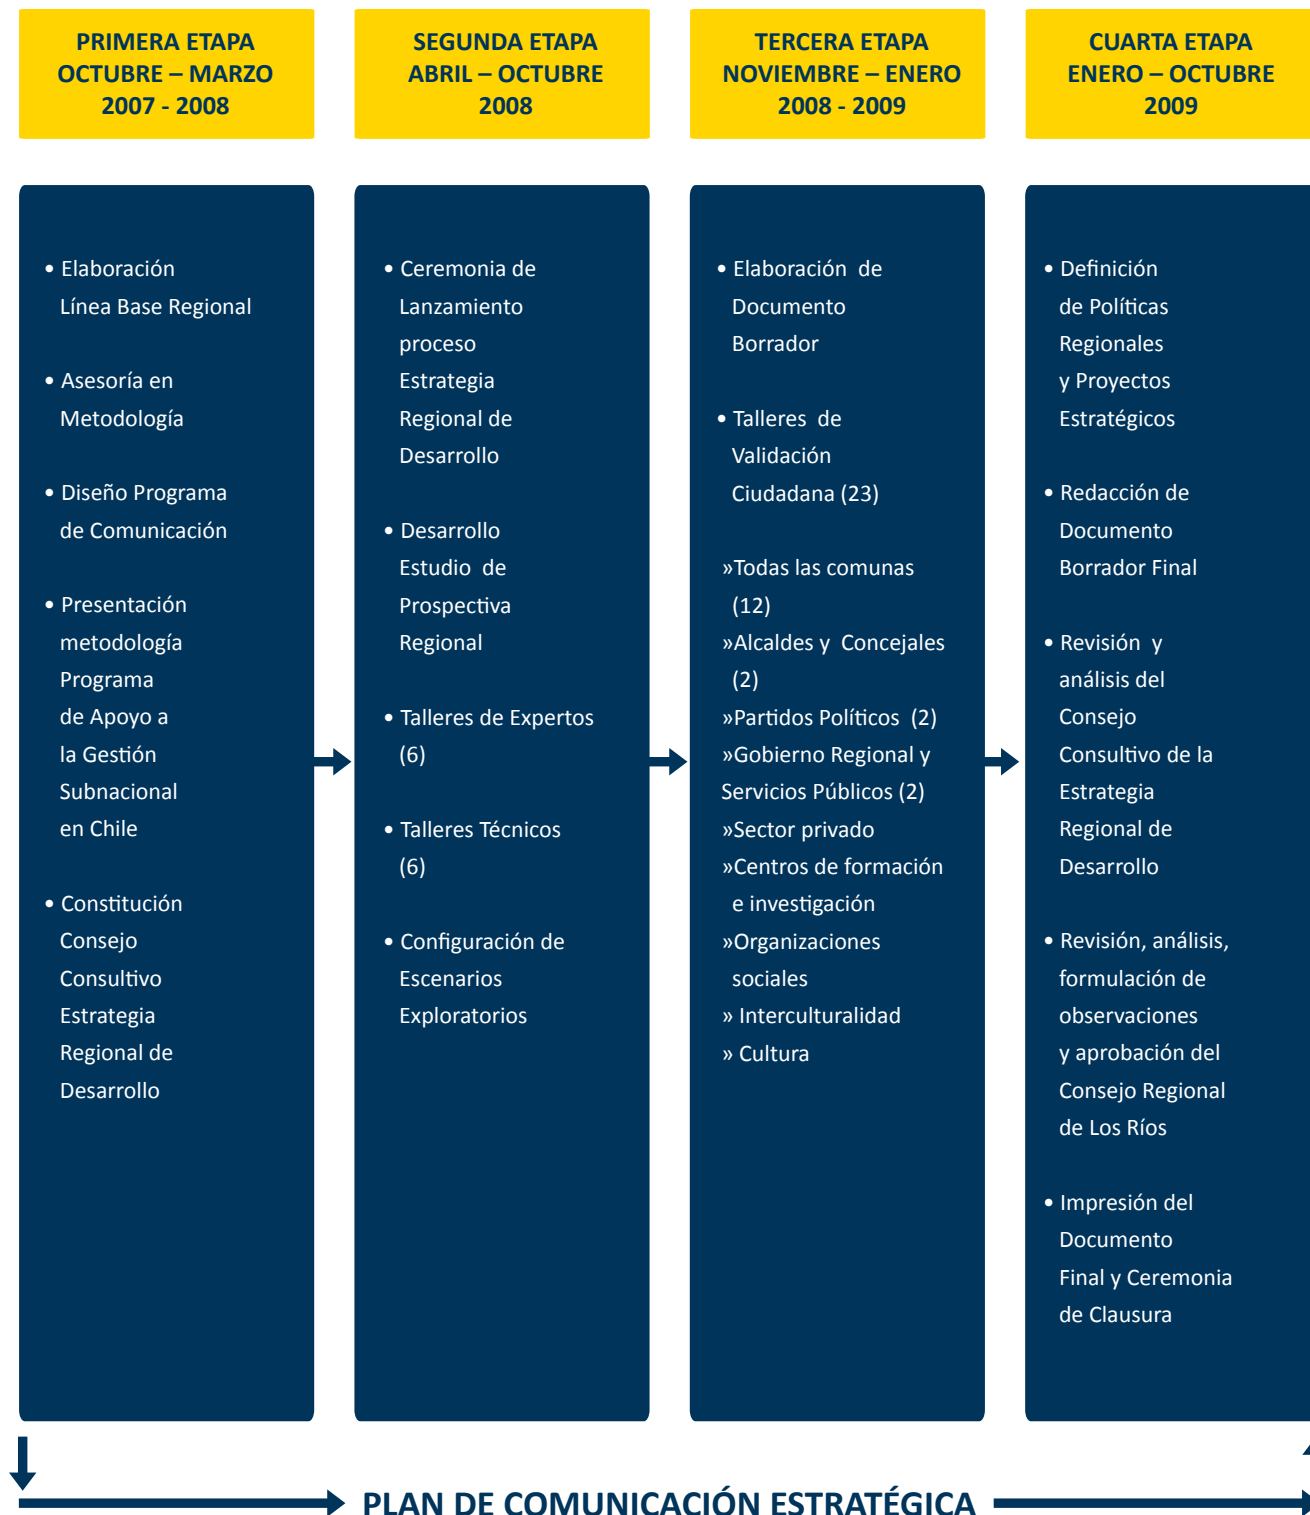 PRIMERA ETAPA
OCTUBRE – MARZO
2007 - 2008
SEGUNDA ETAPA
ABRIL – OCTUBRE
2008
TERCERA ETAPA
NOVIEMBRE – ENERO
2008 - 2009
CUARTA ETAPA
ENERO – OCTUBRE
2009
• Elaboración
Línea Base Regional
• Asesoría en
Metodología
• Diseño Programa
de Comunicación
• Presentación
metodología
Programa
de Apoyo a
la Gestión
Subnacional
en Chile
• Constitución
Consejo
Consultivo
Estrategia
Regional de
Desarrollo
• Ceremonia de
Lanzamiento
proceso
Estrategia
Regional de
Desarrollo
• Desarrollo
Estudio de
Prospectiva
Regional
• Talleres de Expertos
(6)
• Talleres Técnicos
(6)
• Configuración de
Escenarios
Exploratorios
• Elaboración de
Documento
Borrador
• Talleres de
Validación
Ciudadana (23)
»Todas las comunas
(12)
»Alcaldes y Concejales
(2)
»Partidos Políticos (2)
»Gobierno Regional y
Servicios Públicos (2)
»Sector privado
»Centros de formación
e investigación
»Organizaciones
sociales
» Interculturalidad
» Cultura
• Definición
de Políticas
Regionales
y Proyectos
Estratégicos
• Redacción de
Documento
Borrador Final
• Revisión y
análisis del
Consejo
Consultivo de la
Estrategia
Regional de
Desarrollo
• Revisión, análisis,
formulación de
observaciones
y aprobación del
Consejo Regional
de Los Ríos
• Impresión del
Documento
Final y Ceremonia
de Clausura
PLAN DE COMUNICACIÓN ESTRATÉGICA